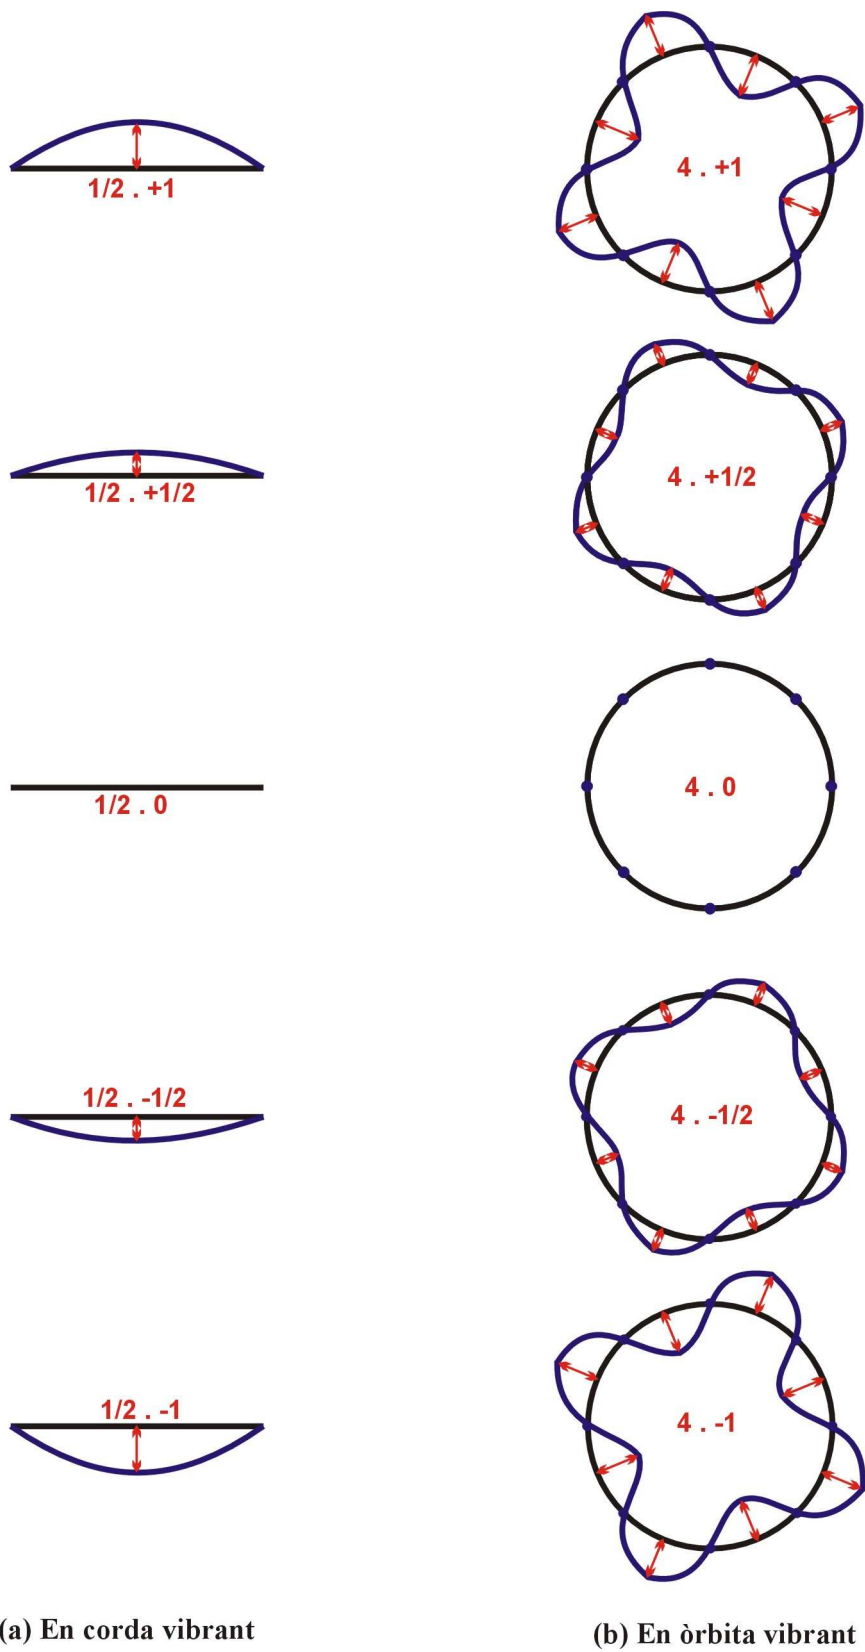 1/2 . +1
4 . +1
1/2 . +1/2
4 . +1/2
1/2 . 0
4 . 0
1/2 . -1/2
4 . -1/2
1/2 . -1
4 . -1
(a) En corda vibrant
(b) En òrbita vibrant